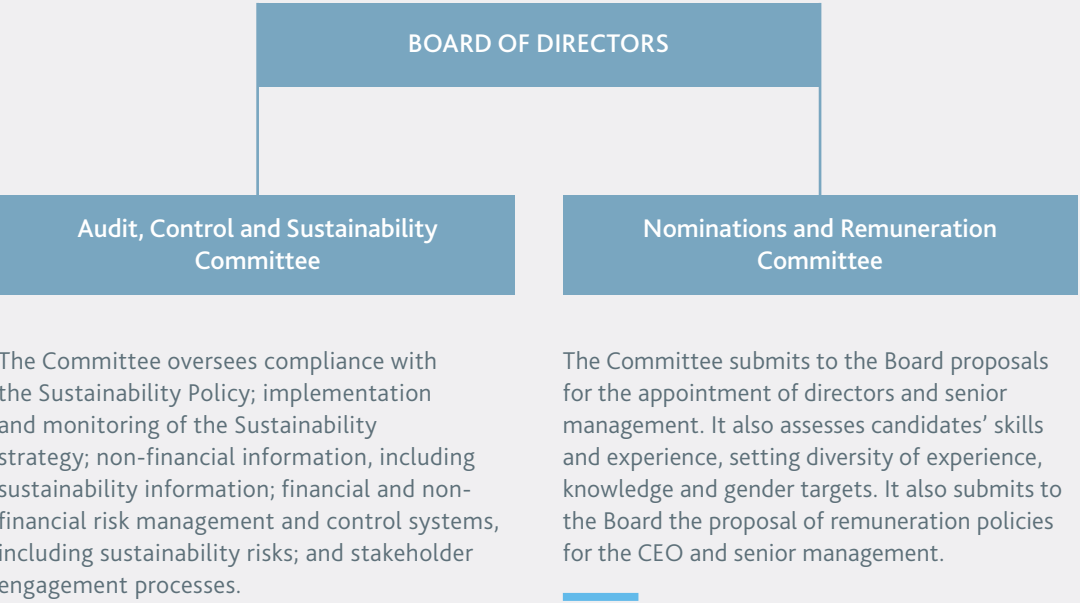 BOARD OF DIRECTORS
Audit, Control and Sustainability
Committee
The Committee oversees compliance with
the Sustainability Policy; implementation
and monitoring of the Sustainability
strategy; non-financial information, including
sustainability information; financial and non-
financial risk management and control systems,
including sustainability risks; and stakeholder
engagement processes.
Nominations and Remuneration
Committee
The Committee submits to the Board proposals
for the appointment of directors and senior
management. It also assesses candidates’ skills
and experience, setting diversity of experience,
knowledge and gender targets. It also submits to
the Board the proposal of remuneration policies
for the CEO and senior management.